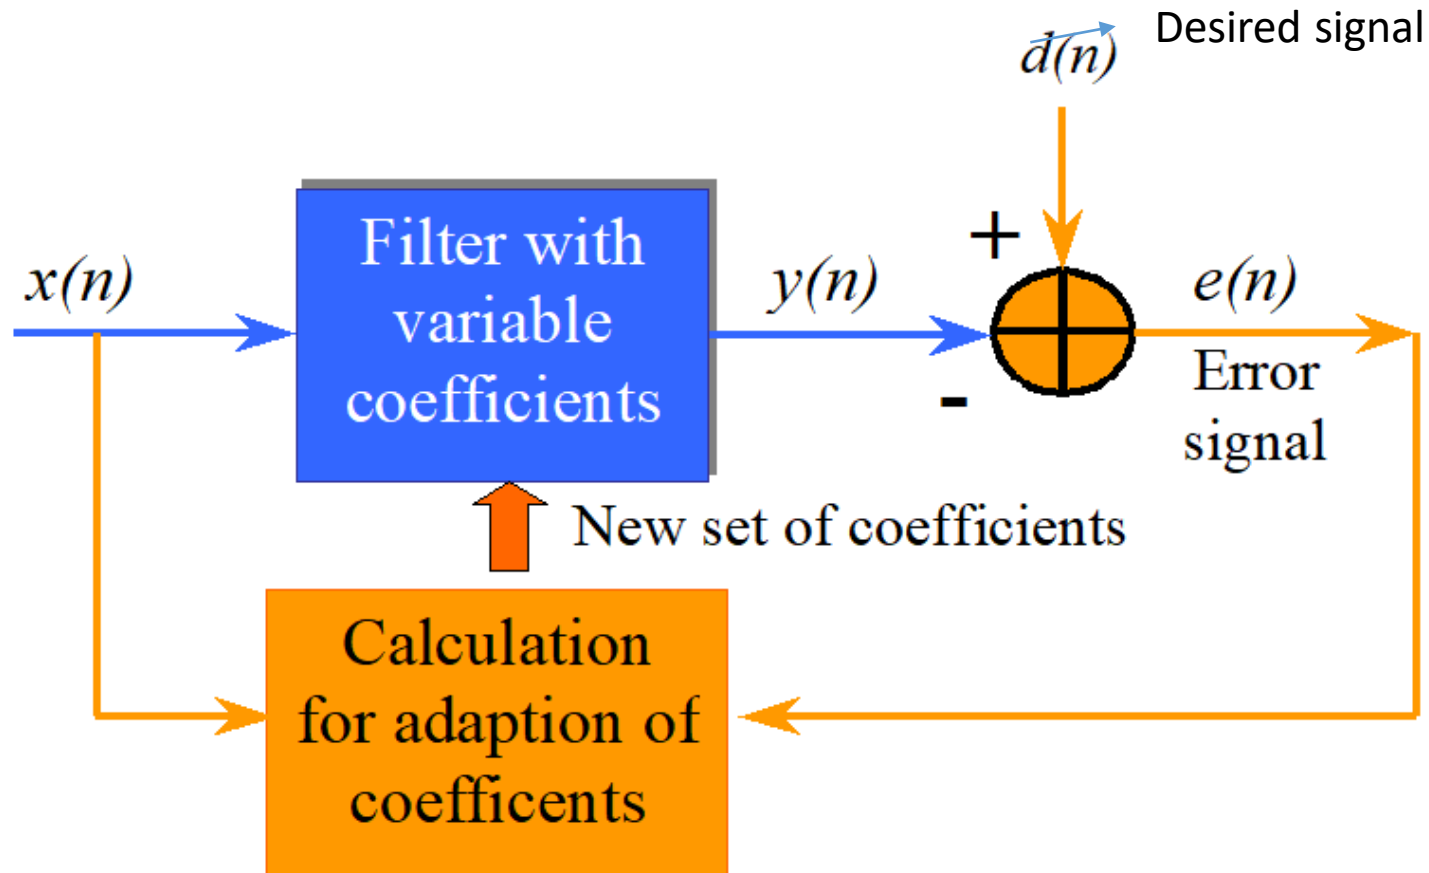 Desired signal
d(n)
+
x(n)
Filter with
variable
coefficients
y(n)
e(n)
-
Error
signal
New set of coefficients
Calculation
for adaption of
coefficents